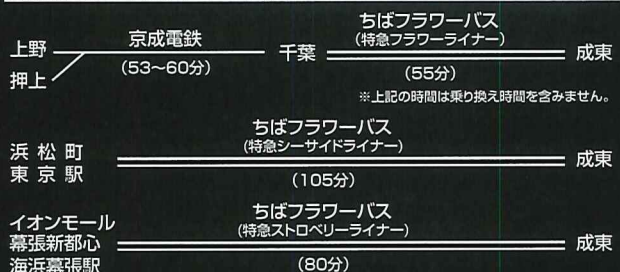 上野
押上
京成電鉄
(53〜60分)
千葉
ちばフラワーバス
(特急フラワーライナー)
(55分)
成東
※上記の時間は乗り換え時間を含みません。
浜松町
東京駅
ちばフラワーバス
(特急シーサイドライナー)
(105分)
成東
イオンモール
幕張新都心
海浜幕張駅
ちばフラワーバス
(特急ストロベリーライナー)
(80分)
成東